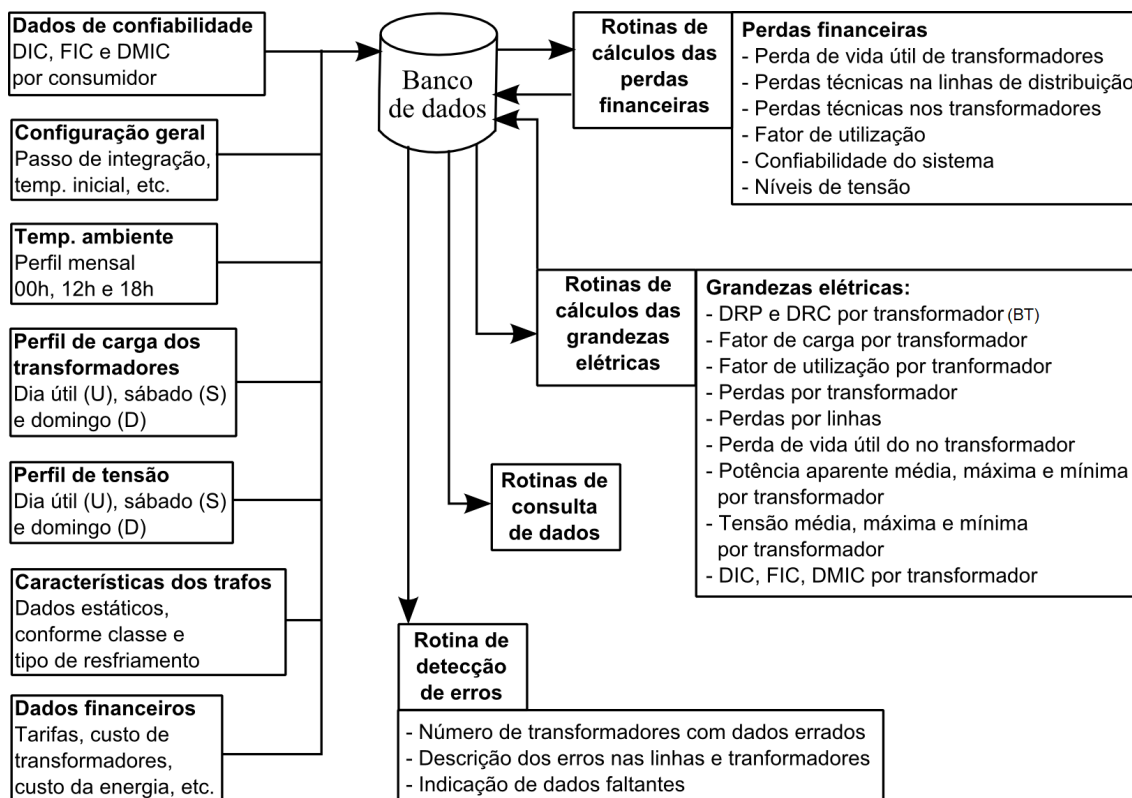 Dados de confiabilidade
DIC, FIC e DMIC
por consumidor
Configuração geral
Passo de integração,
temp. inicial, etc.
Temp. ambiente
Perfil mensal
00h, 12h e 18h
Perfil de carga dos
transformadores
Dia útil (U), sábado (S)
e domingo (D)
Perfil de tensão
Dia útil (U), sábado (S)
e domingo (D)
Características dos trafos
Dados estáticos,
conforme classe e
tipo de resfriamento
Dados financeiros
Tarifas, custo de
transformadores,
custo da energia, etc.
Banco
de dados
Rotinas de
cálculos das
perdas
financeiras
Perdas financeiras
- Perda de vida útil de transformadores
- Perdas técnicas na linhas de distribuição
- Perdas técnicas nos transformadores
- Fator de utilização
- Confiabilidade do sistema
- Níveis de tensão
Rotinas de
cálculos das
grandezas
elétricas
Grandezas elétricas:
- DRP e DRC por transformador (BT)
- Fator de carga por transformador
- Fator de utilização por tranformador
- Perdas por transformador
- Perdas por linhas
- Perda de vida útil do no transformador
- Potência aparente média, máxima e mínima
por transformador
- Tensão média, máxima e mínima
por transformador
- DIC, FIC, DMIC por transformador
Rotinas de
consulta
de dados
Rotina de
detecção
de erros
- Número de transformadores com dados errados
- Descrição dos erros nas linhas e tranformadores
- Indicação de dados faltantes